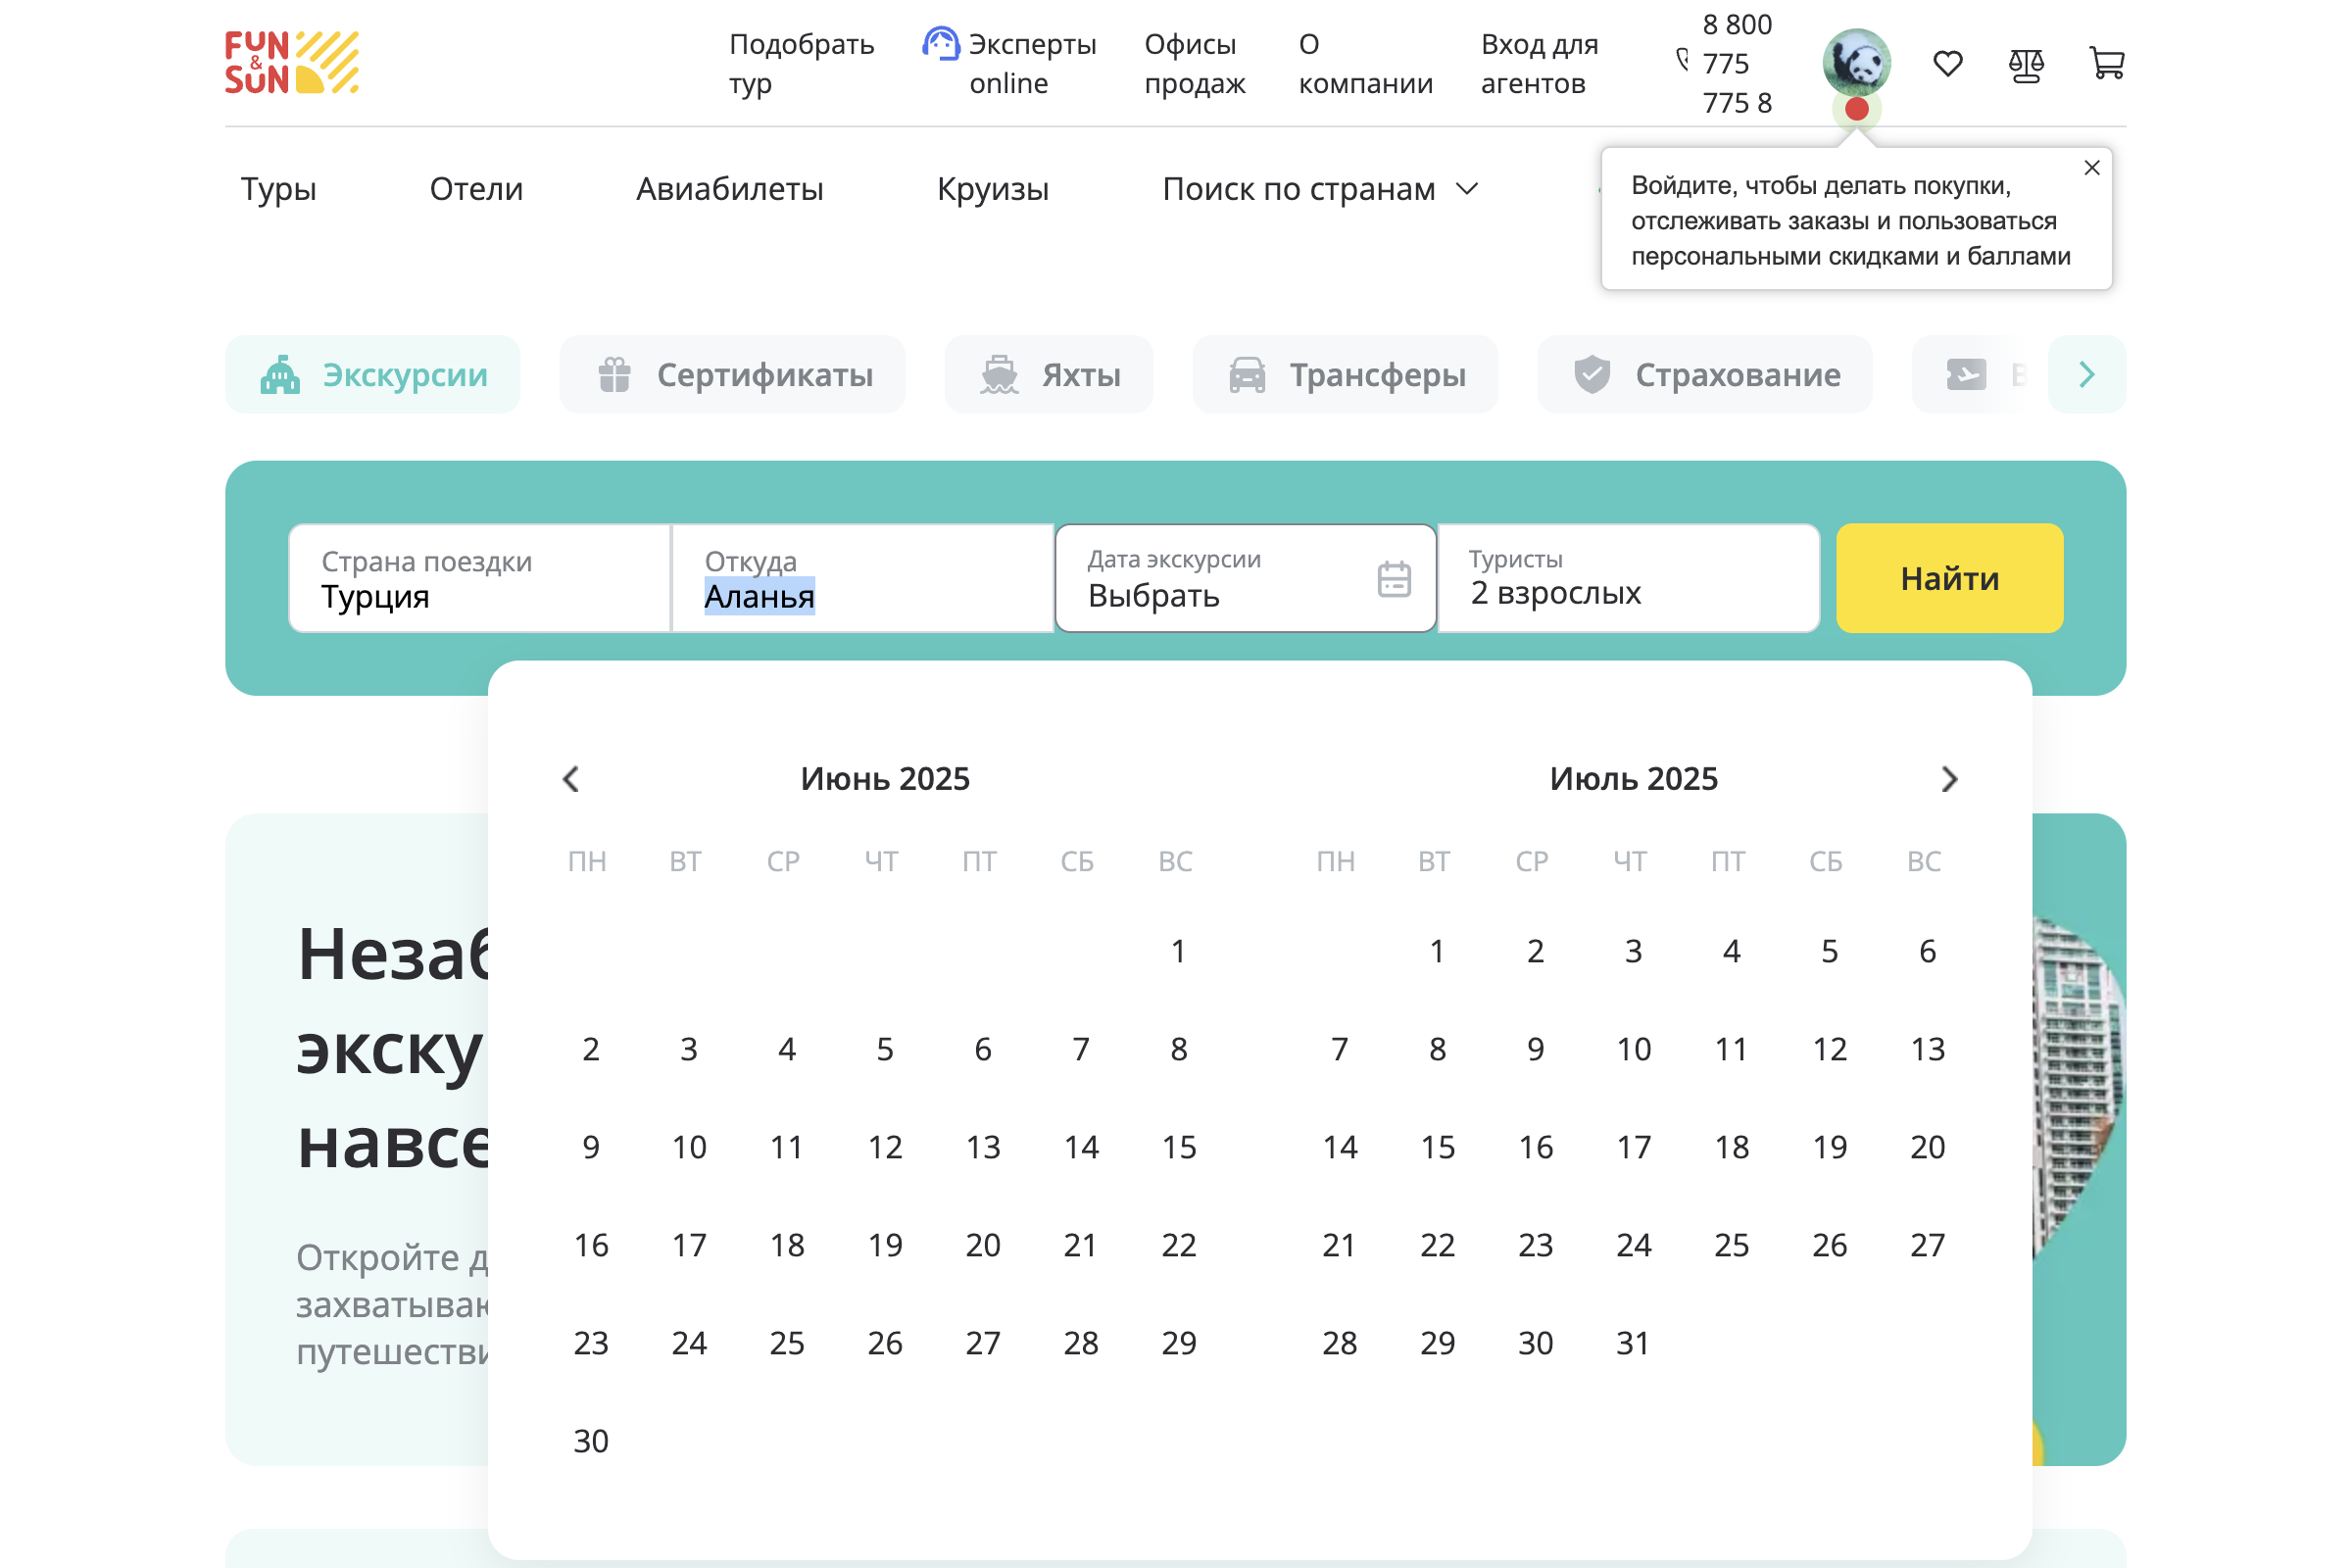 FUN
&
SUN
Подобрать
тур
Эксперты
online
Офисы
продаж
О
компании
Вход для
агентов
8 800
775
775 8
Туры
Отели
Авиабилеты
Круизы
Поиск по странам
Войдите, чтобы делать покупки,
отслеживать заказы и пользоваться
персональными скидками и баллами
Экскурсии
Сертификаты
Яхты
Трансферы
Страхование
Страна поездки
Турция
Откуда
Аланья
Дата экскурсии
Выбрать
Туристы
2 взрослых
Найти
Июнь 2025
ПН ВТ СР ЧТ ПТ СБ ВС
1
2 3 4 5 6 7 8
9 10 11 12 13 14 15
16 17 18 19 20 21 22
23 24 25 26 27 28 29
30
Июль 2025
ПН ВТ СР ЧТ ПТ СБ ВС
1 2 3 4 5 6
7 8 9 10 11 12 13
14 15 16 17 18 19 20
21 22 23 24 25 26 27
28 29 30 31
Незаб
экску
навсе
Откройте д
захватываю
путешестви